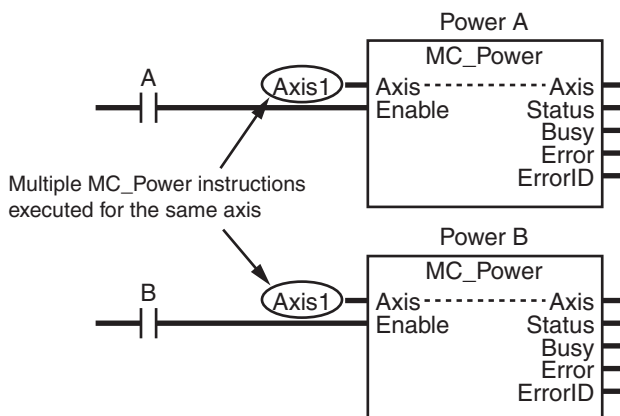 Power A
MC_Power
A
Axis1
Axis Axis
Enable Status
Busy
Error
ErrorID
Multiple MC_Power instructions
executed for the same axis
Power B
MC_Power
B
Axis1
Axis Axis
Enable Status
Busy
Error
ErrorID